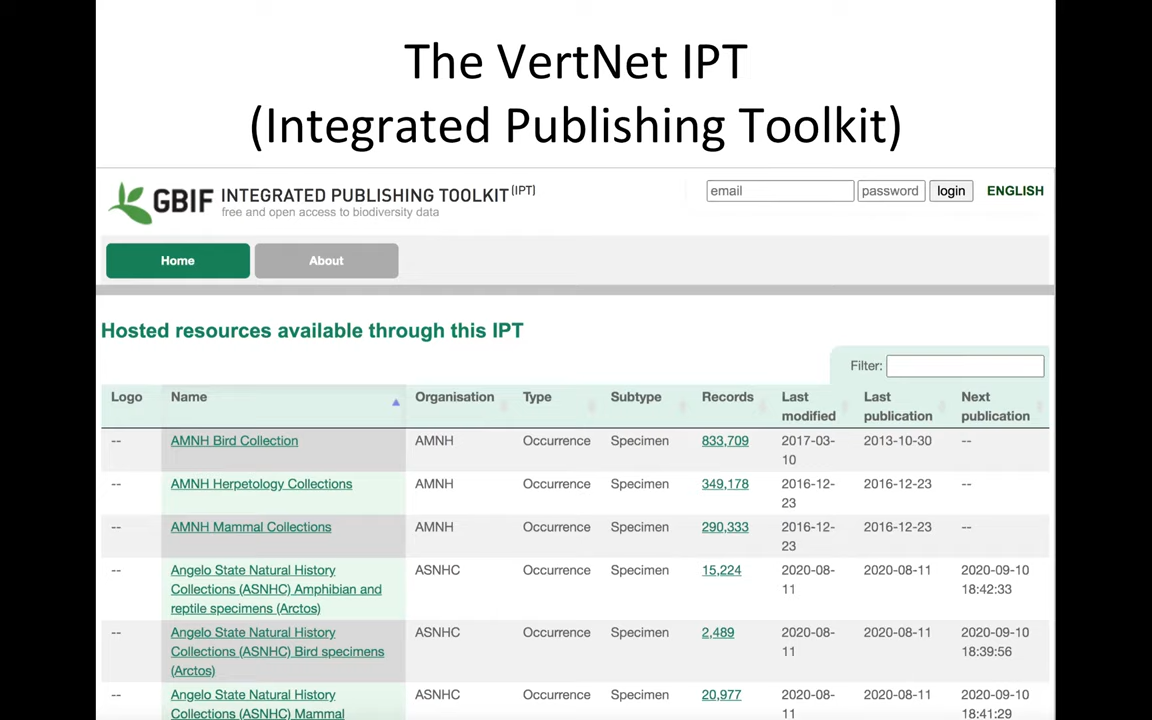 The VertNet IPT
(Integrated Publishing Toolkit)
GBIF INTEGRATED PUBLISHING TOOLKIT (IPT)
free and open access to biodiversity data
email password login ENGLISH
Home About
Hosted resources available through this IPT
Filter:
Logo Name Organisation Type Subtype Records Last modified Last publication Next publication
-- AMNH Bird Collection AMNH Occurrence Specimen 833,709 2017-03-10 2013-10-30 --
-- AMNH Herpetology Collections AMNH Occurrence Specimen 349,178 2016-12-23 2016-12-23 --
-- AMNH Mammal Collections AMNH Occurrence Specimen 290,333 2016-12-23 2016-12-23 --
-- Angelo State Natural History Collections (ASNHC) Amphibian and reptile specimens (Arctos) ASNHC Occurrence Specimen 15,224 2020-08-11 2020-08-11 2020-09-10 18:42:33
-- Angelo State Natural History Collections (ASNHC) Bird specimens (Arctos) ASNHC Occurrence Specimen 2,489 2020-08-11 2020-08-11 2020-09-10 18:39:56
-- Angelo State Natural History Collections (ASNHC) Mammal ASNHC Occurrence Specimen 20,977 2020-08-11 2020-08-11 2020-09-10 18:41:29